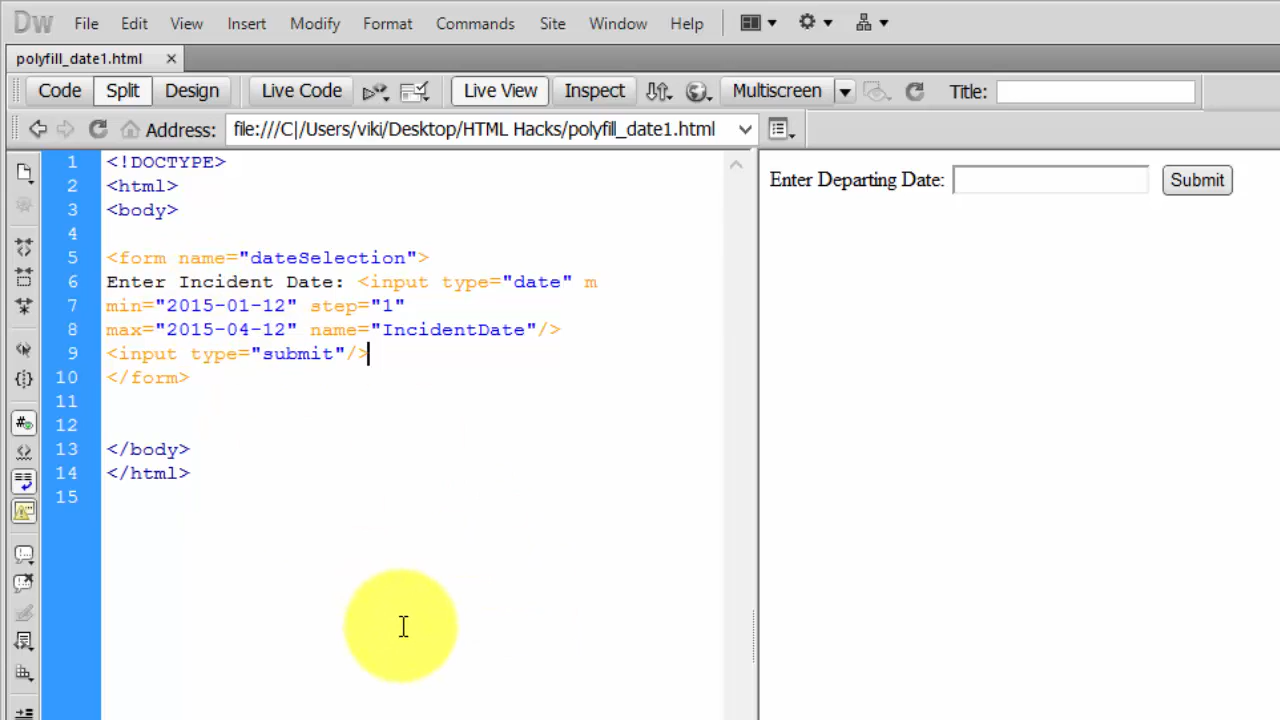 Dw File Edit View Insert Modify Format Commands Site Window Help
polyfill_date1.html
Code Split Design Live Code Live View Inspect Multiscreen Title:
Address: file:///C|/Users/viki/Desktop/HTML Hacks/polyfill_date1.html
1 <!DOCTYPE>
2 <html>
3 <body>
4
5 <form name="dateSelection">
6 Enter Incident Date: <input type="date" m
7 min="2015-01-12" step="1"
8 max="2015-04-12" name="IncidentDate"/>
9 <input type="submit"/>
10 </form>
11
12
13 </body>
14 </html>
15
Enter Departing Date: Submit